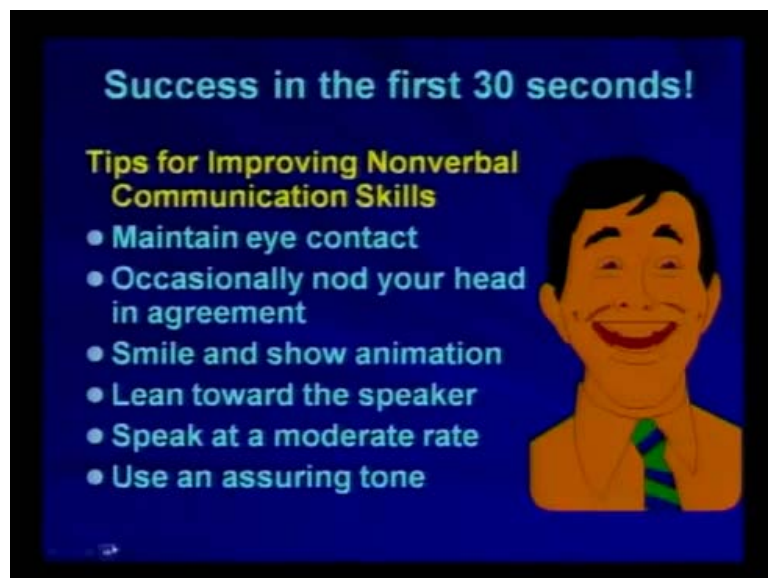 Success in the first 30 seconds!
Tips for Improving Nonverbal
Communication Skills
• Maintain eye contact
• Occasionally nod your head
in agreement
• Smile and show animation
• Lean toward the speaker
• Speak at a moderate rate
• Use an assuring tone